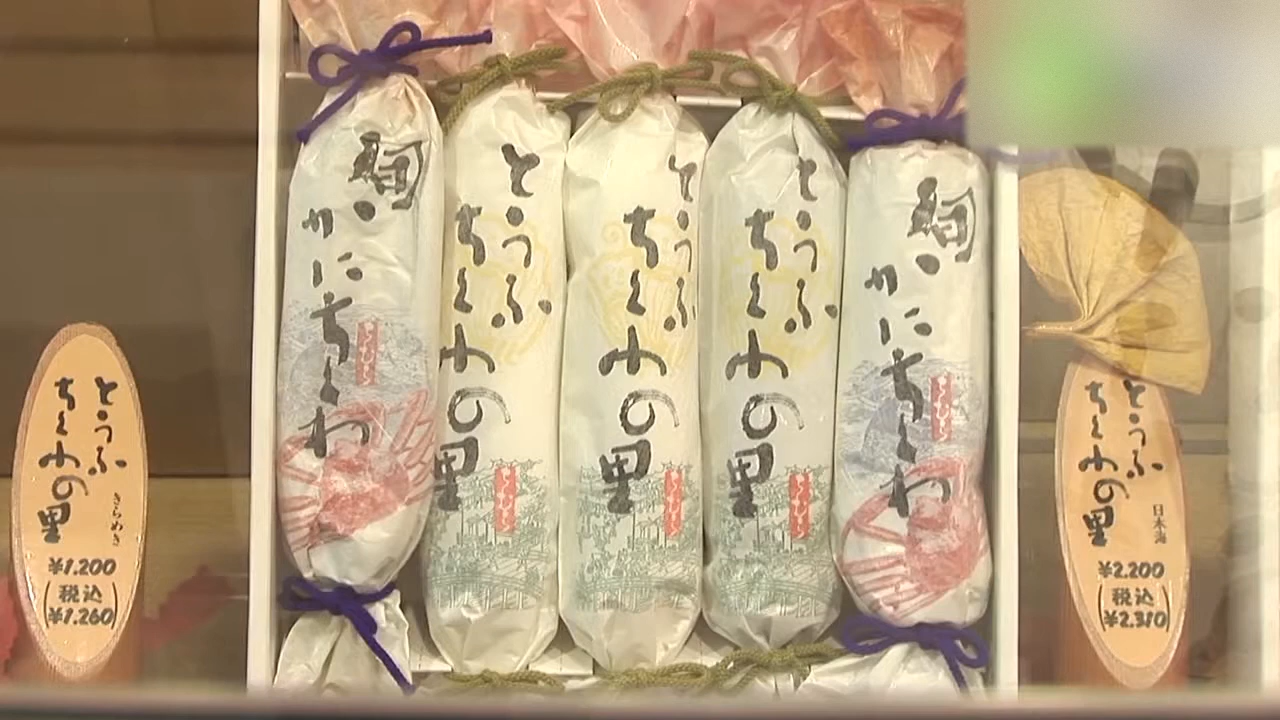 とうふ
ちくわの里
きらめき
¥1.200
(税込
¥1.260)
かにちくわ
とうふ
ちくわの里
とうふ
ちくわの里
とうふ
ちくわの里
かにちくわ
とうふ
ちくわの里
日本海
¥2.200
(税込
¥2.310)